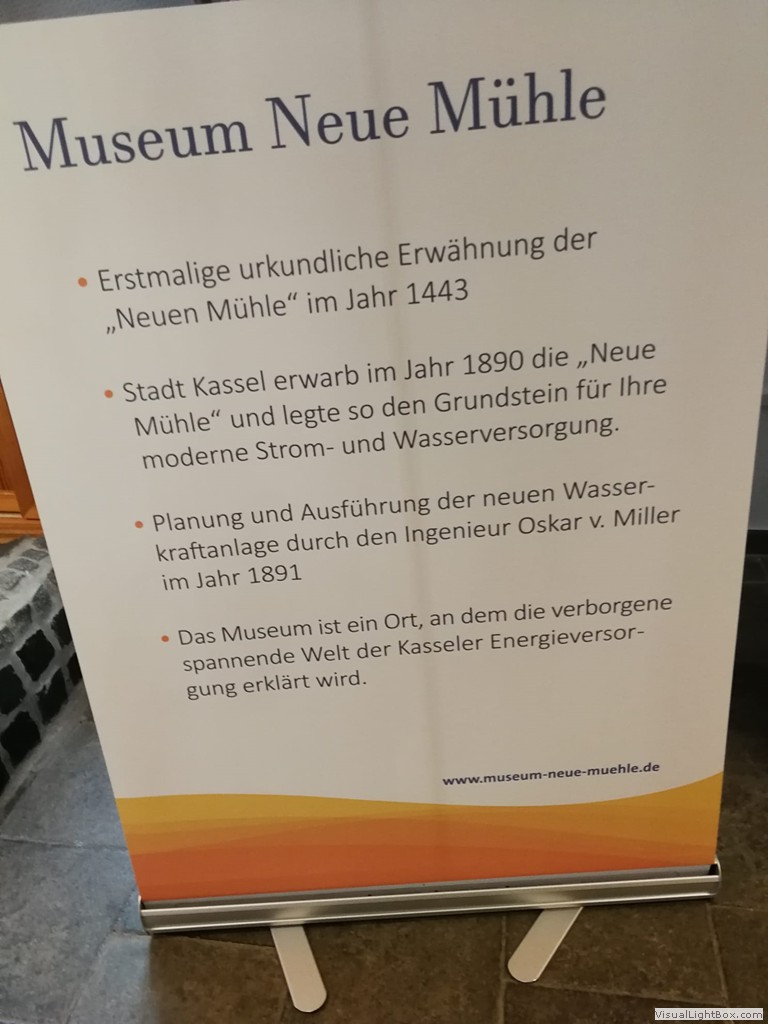 Museum Neue Mühle
• Erstmalige urkundliche Erwähnung der
„Neuen Mühle“ im Jahr 1443
• Stadt Kassel erwarb im Jahr 1890 die „Neue
Mühle“ und legte so den Grundstein für Ihre
moderne Strom- und Wasserversorgung.
• Planung und Ausführung der neuen Wasser-
kraftanlage durch den Ingenieur Oskar v. Miller
im Jahr 1891
• Das Museum ist ein Ort, an dem die verborgene
spannende Welt der Kasseler Energieversor-
gung erklärt wird.
www.museum-neue-muehle.de
VisualLightBox.com